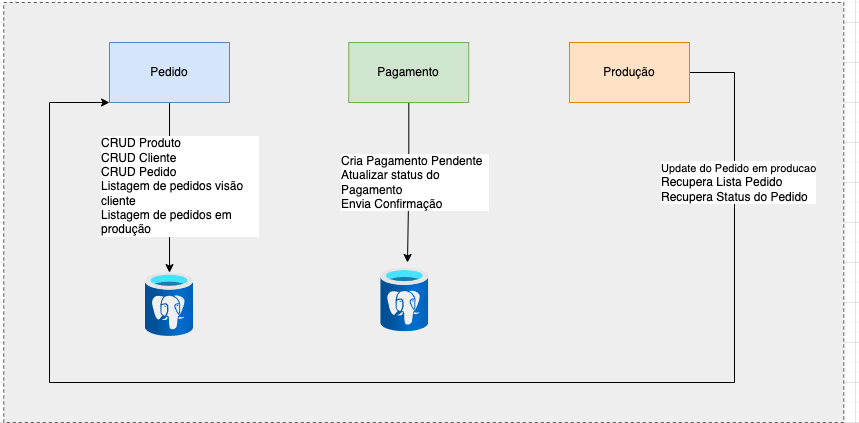 Pedido
Pagamento
Produção
CRUD Produto
CRUD Cliente
CRUD Pedido
Listagem de pedidos visão
cliente
Listagem de pedidos em
produção
Cria Pagamento Pendente
Atualizar status do
Pagamento
Envia Confirmação
Update do Pedido em producao
Recupera Lista Pedido
Recupera Status do Pedido